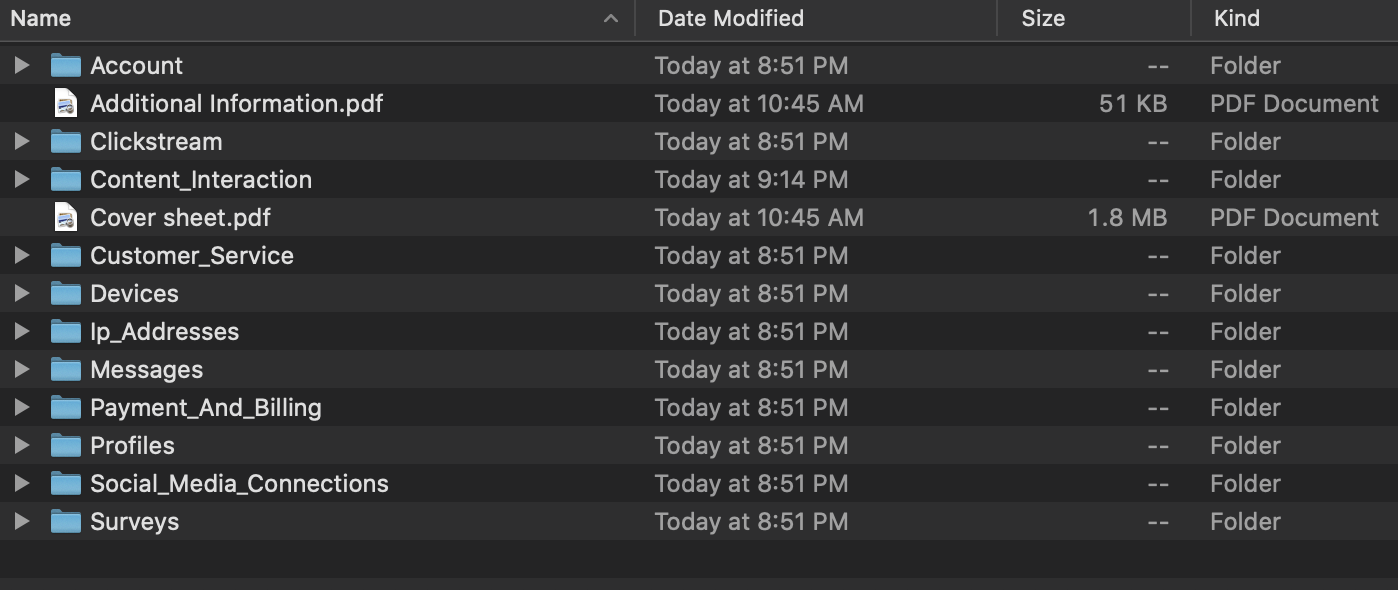 Name Date Modified Size Kind
Account Today at 8:51 PM -- Folder
Additional Information.pdf Today at 10:45 AM 51 KB PDF Document
Clickstream Today at 8:51 PM -- Folder
Content_Interaction Today at 9:14 PM -- Folder
Cover sheet.pdf Today at 10:45 AM 1.8 MB PDF Document
Customer_Service Today at 8:51 PM -- Folder
Devices Today at 8:51 PM -- Folder
Ip_Addresses Today at 8:51 PM -- Folder
Messages Today at 8:51 PM -- Folder
Payment_And_Billing Today at 8:51 PM -- Folder
Profiles Today at 8:51 PM -- Folder
Social_Media_Connections Today at 8:51 PM -- Folder
Surveys Today at 8:51 PM -- Folder